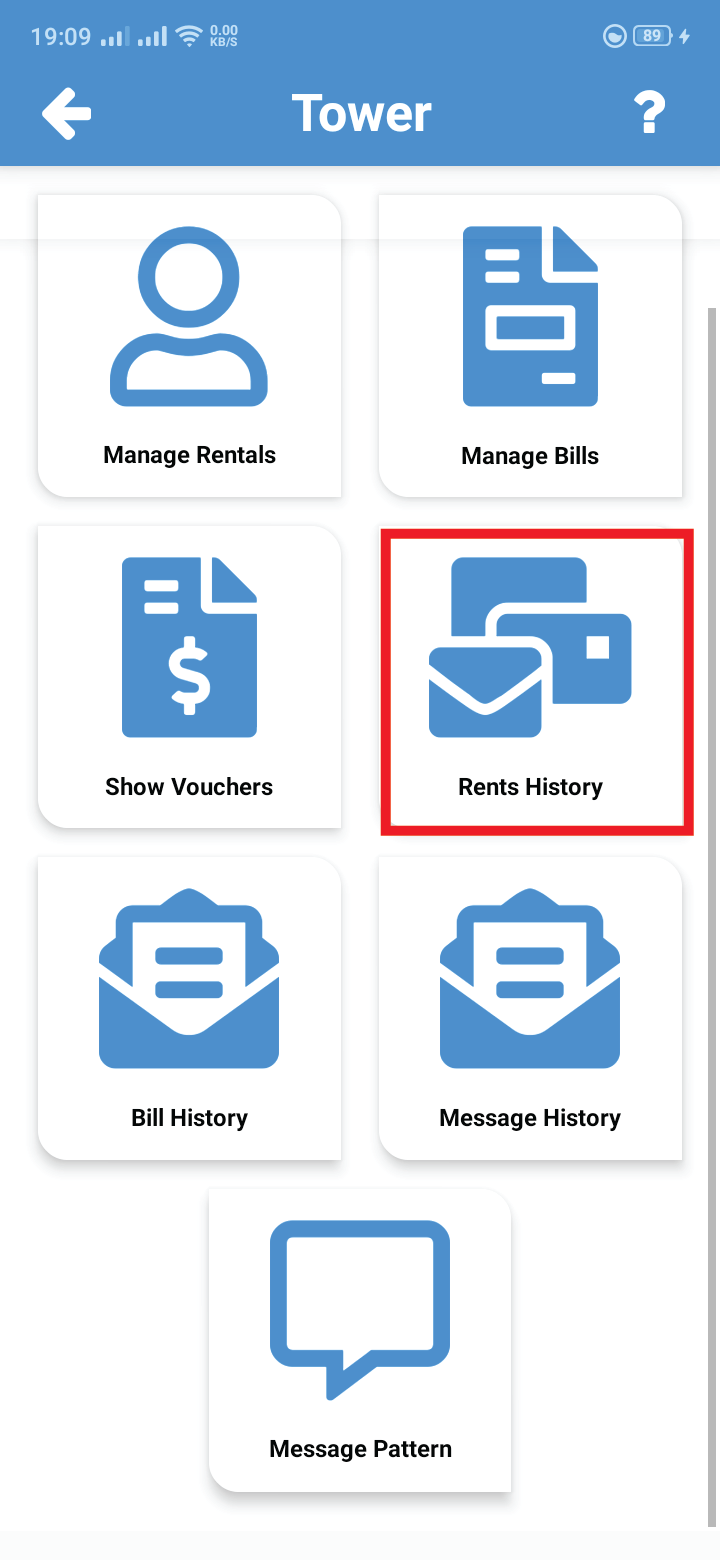 19:09 0.00 KB/S 89
Tower ?
Manage Rentals
Manage Bills
$
Show Vouchers
Rents History
Bill History
Message History
Message Pattern